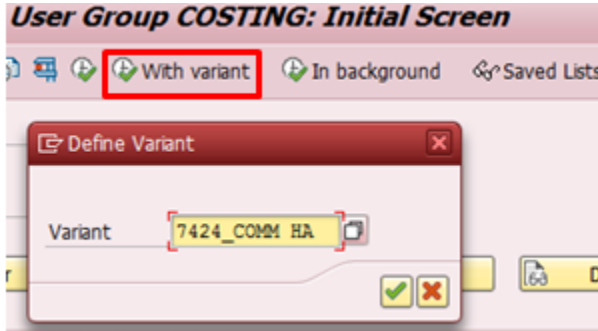 User Group COSTING: Initial Screen
With variant In background Saved Lists
Define Variant
Variant 7424_COMM HA